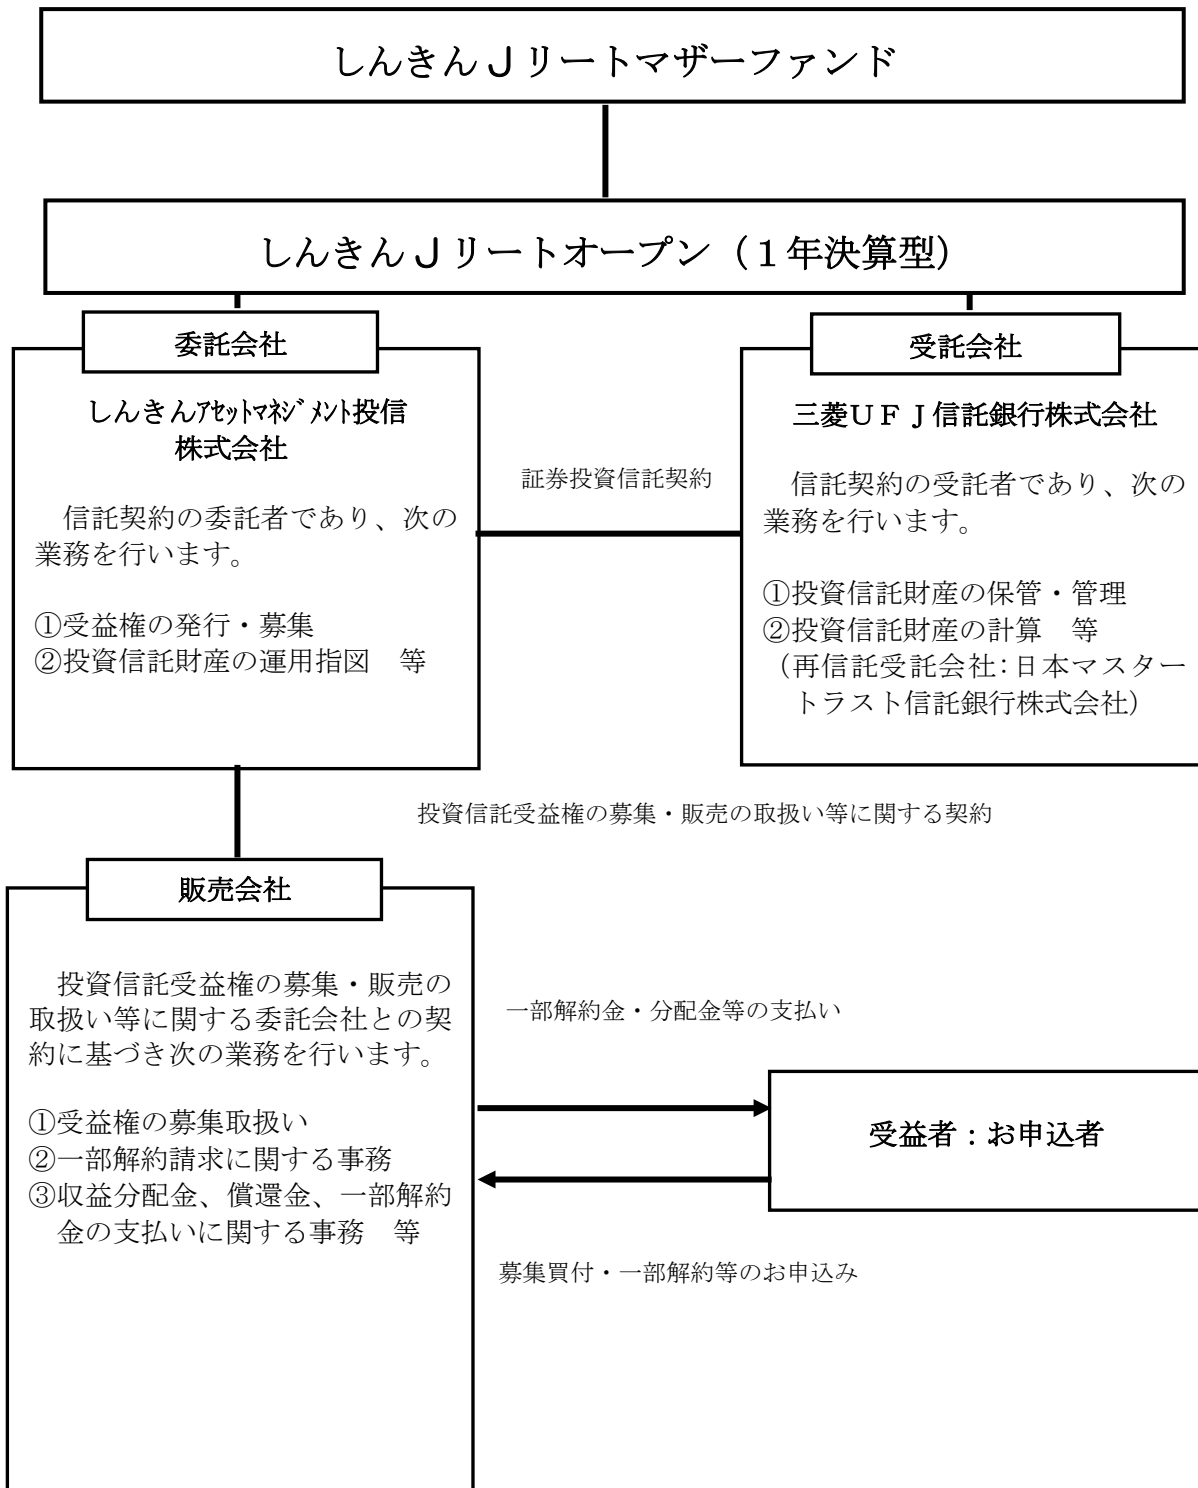 しんきんJリートマザーファンド
しんきんJリートオープン（１年決算型）
委託会社
しんきんｱｾｯﾄﾏﾈｼﾞﾒﾝﾄ投信
株式会社
信託契約の委託者であり、次の
業務を行います。
①受益権の発行・募集
②投資信託財産の運用指図　等
証券投資信託契約
受託会社
三菱ＵＦＪ信託銀行株式会社
信託契約の受託者であり、次の
業務を行います。
①投資信託財産の保管・管理
②投資信託財産の計算　等
（再信託受託会社：日本マスター
トラスト信託銀行株式会社）
投資信託受益権の募集・販売の取扱い等に関する契約
販売会社
投資信託受益権の募集・販売の
取扱い等に関する委託会社との契
約に基づき次の業務を行います。
①受益権の募集取扱い
②一部解約請求に関する事務
③収益分配金、償還金、一部解約
金の支払いに関する事務　等
一部解約金・分配金等の支払い
受益者：お申込者
募集買付・一部解約等のお申込み